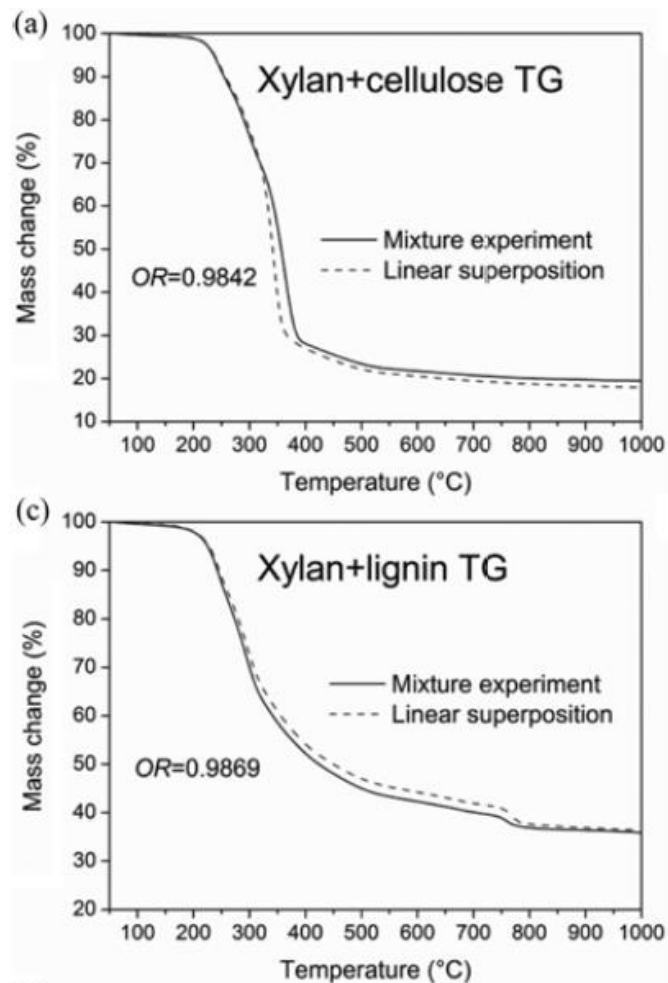 (a)
Xylan+cellulose TG
Mixture experiment
Linear superposition
OR=0.9842
Mass change (%)
100
90
80
70
60
50
40
30
20
10
100 200 300 400 500 600 700 800 900 1000
Temperature (°C)
(c)
Xylan+lignin TG
Mixture experiment
Linear superposition
OR=0.9869
Mass change (%)
100
90
80
70
60
50
40
30
20
100 200 300 400 500 600 700 800 900 1000
Temperature (°C)